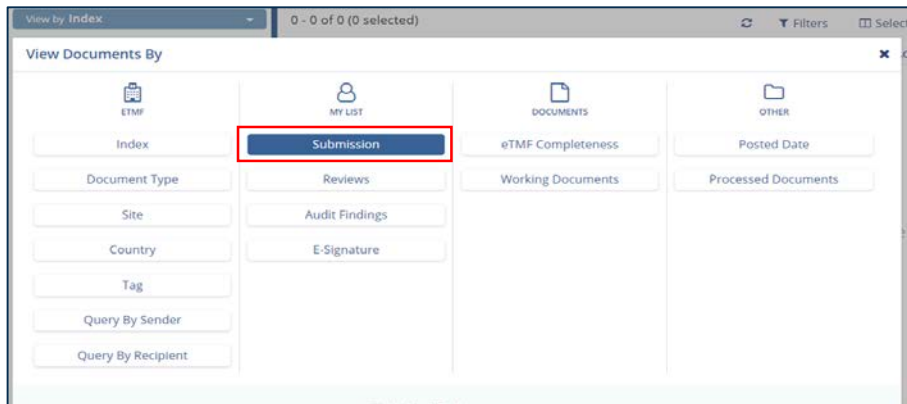 View by Index
0 - 0 of 0 (0 selected)
Filters
View Documents By
ETMF
MY LIST
DOCUMENTS
OTHER
Index
Submission
eTMF Completeness
Posted Date
Document Type
Reviews
Working Documents
Processed Documents
Site
Audit Findings
Country
E-Signature
Tag
Query By Sender
Query By Recipient